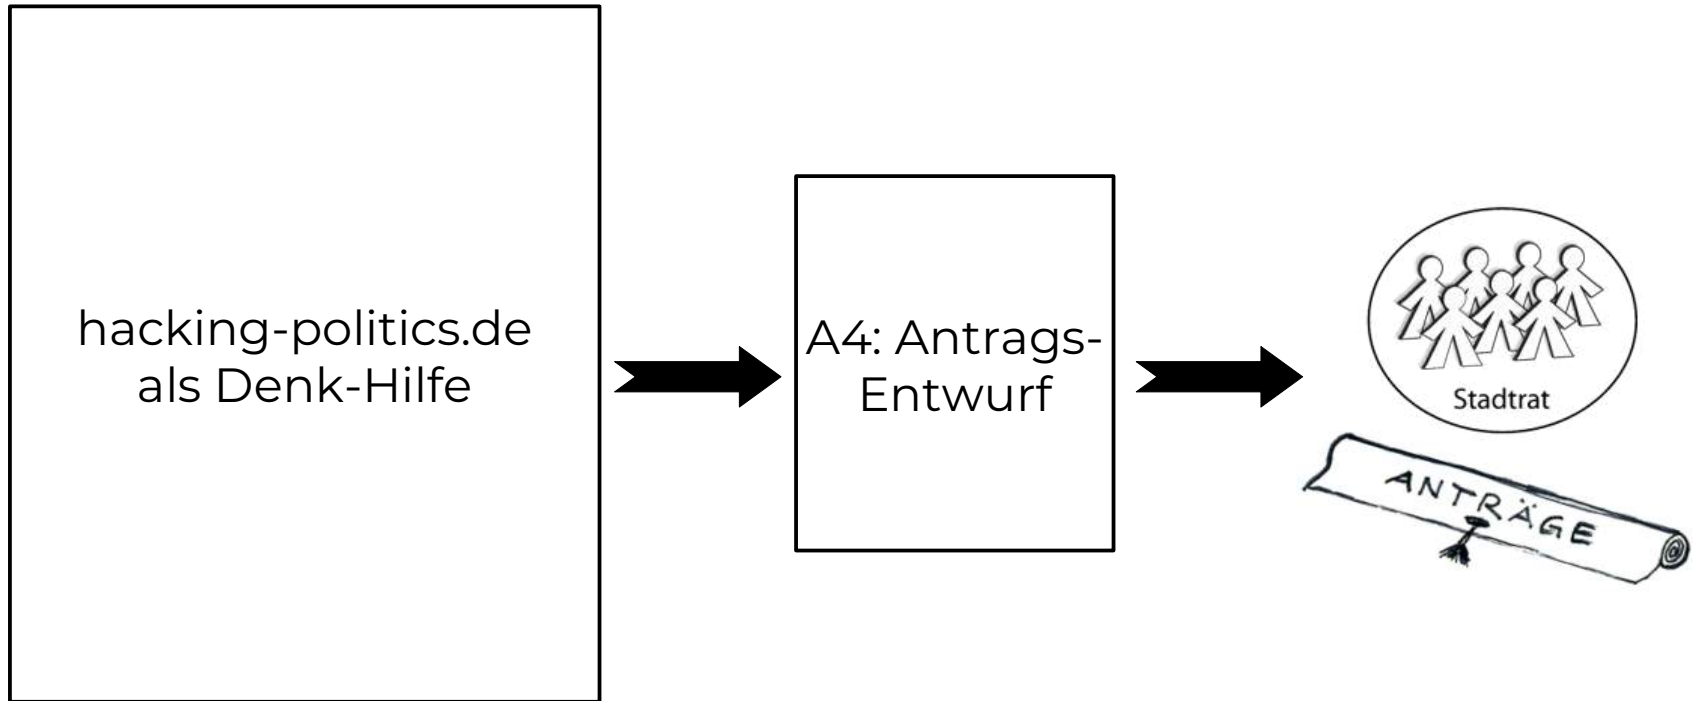 hacking-politics.de
als Denk-Hilfe
A4: Antrags-
Entwurf
Stadtrat
ANTRÄGE